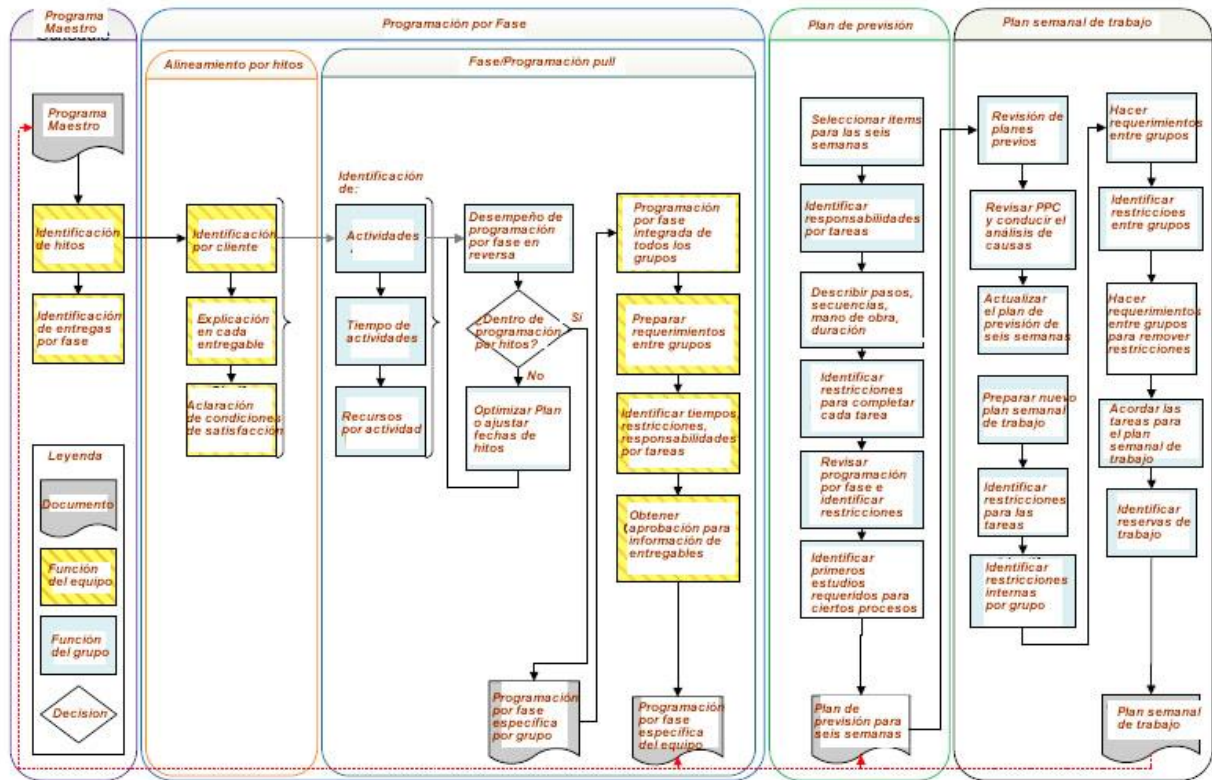 Programa
Maestro
Programación por Fase
Plan de previsión
Plan semanal de trabajo
Alineamiento por hitos
Fase/Programación pull
Programa
Maestro
Identificación
de hitos
Identificación
de entregas
por fase
Leyenda
Documento
Función
del equipo
Función
del grupo
Decision
Identificación
por cliente
Explicación
en cada
entregable
Aclaración
de condiciones
de satisfacción
Identificación
de:
Actividades
Tiempo de
actividades
Recursos
por actividad
Desempeño de
programación
por fase en
reversa
¿Dentro de
programación
por hitos?
Sí
No
Optimizar Plan
o ajustar
fechas de
hitos
Programación
por fase
específica
por grupo
Programación
por fase
integrada de
todos los
grupos
Preparar
requerimientos
entre grupos
Identificar tiempos,
restricciones,
responsabilidades
por tareas
Obtener
aprobación para
información de
entregables
Programación
por fase
específica
del equipo
Seleccionar items
para las seis
semanas
Identificar
responsabilidades
por tareas
Describir pasos,
secuencias,
mano de obra,
duración
Identificar
restricciones
para completar
cada tarea
Revisar
programación
por fase e
identificar
restricciones
Identificar
primeros
estudios
requeridos para
ciertos procesos
Plan de
previsión para
seis semanas
Revisión de
planes
previos
Revisar PPC
y conducir el
análisis de
causas
Actualizar
el plan de
previsión de
seis semanas
Preparar nuevo
plan semanal
de trabajo
Identificar
restricciones
para las
tareas
Identificar
restricciones
internas
por grupo
Hacer
requerimientos
entre grupos
Identificar
restriccioes
entre grupos
Hacer
requerimientos
entre grupos
para remover
restricciones
Acordar las
tareas para
el plan
semanal de
trabajo
Identificar
reservas de
trabajo
Plan semanal
de trabajo